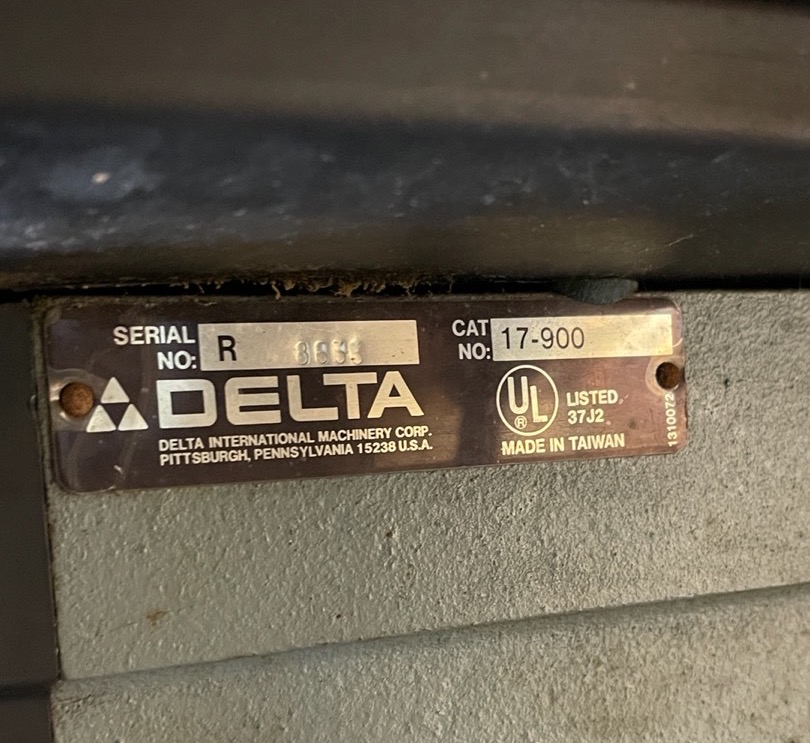 SERIAL NO: R
CAT NO: 17-900
DELTA
UL
®
LISTED
37J2
DELTA INTERNATIONAL MACHINERY CORP.
PITTSBURGH, PENNSYLVANIA 15238 U.S.A.
MADE IN TAIWAN
1310072